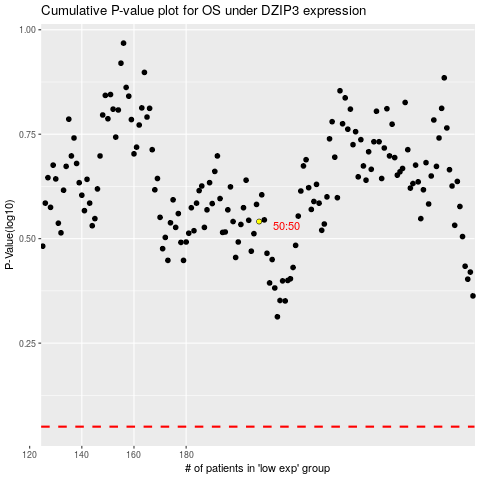 Cumulative P-value plot for OS under DZIP3 expression
P-Value(log10)
1.00
0.75
0.50
0.25
50:50
120 140 160 180
# of patients in 'low exp' group